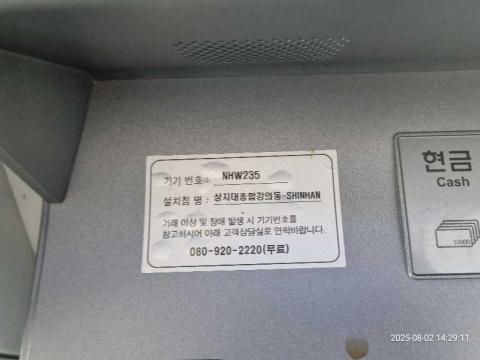 기기 번호 : NHW235
설치점 명 : 상지대종합강의동-SHINHAN
거래 이상 및 장애 발생 시 기기번호를
참고하시어 아래 고객상담실로 연락바랍니다.
080-920-2220(무료)
현금
Cash
10000
2025-08-02 14:29:11